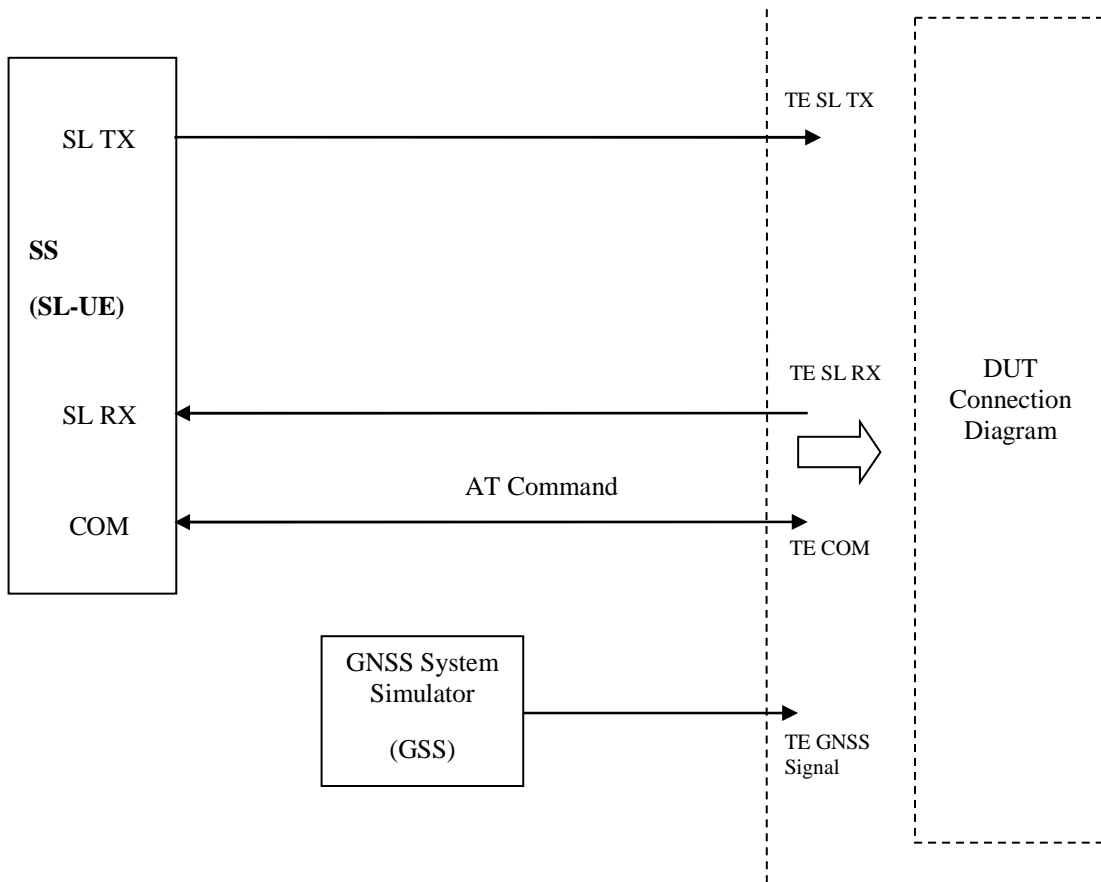 TE SL TX
SL TX
SS
(SL-UE)
TE SL RX
SL RX
DUT
Connection
Diagram
AT Command
COM
TE COM
GNSS System
Simulator
(GSS)
TE GNSS
Signal